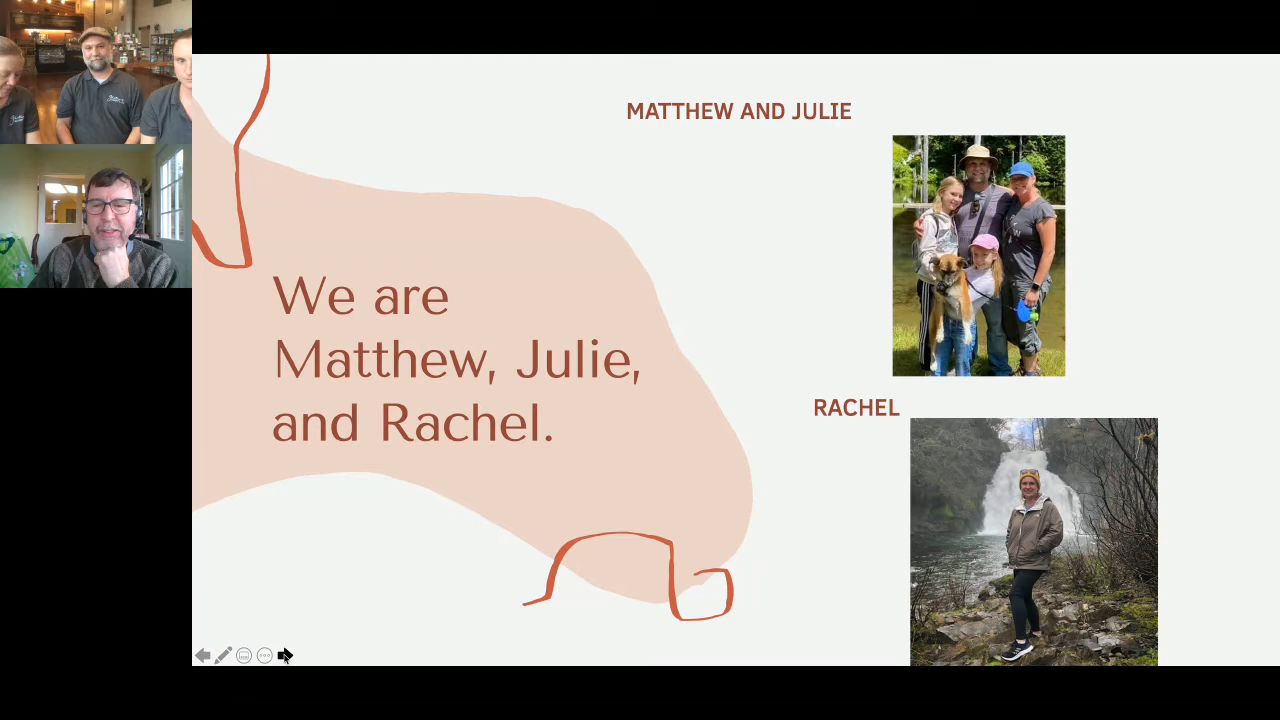 MATTHEW AND JULIE
We are
Matthew, Julie,
and Rachel.
RACHEL